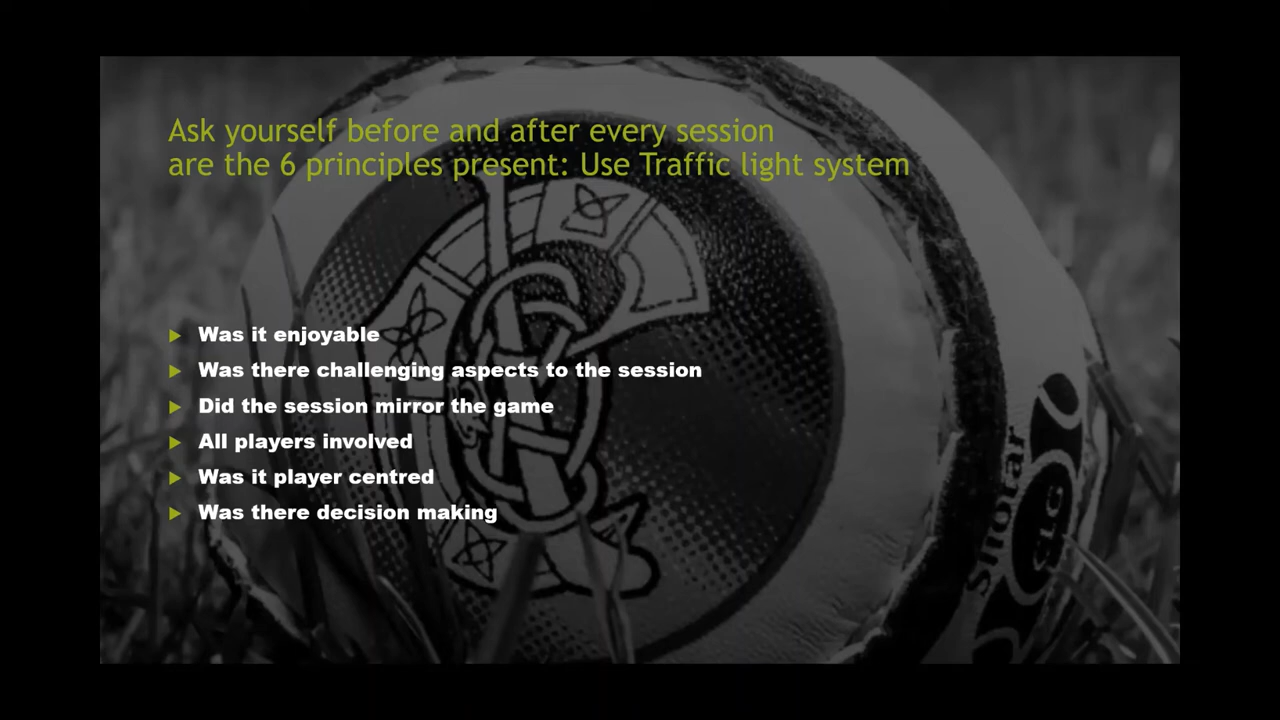 Ask yourself before and after every session
are the 6 principles present: Use Traffic light system
Was it enjoyable
Was there challenging aspects to the session
Did the session mirror the game
All players involved
Was it player centred
Was there decision making
CLG